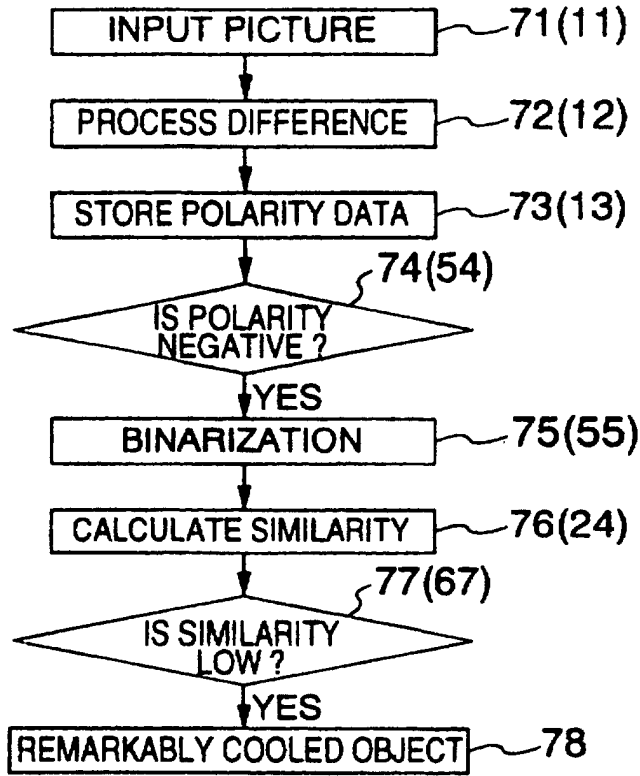 INPUT PICTURE 71(11)
PROCESS DIFFERENCE 72(12)
STORE POLARITY DATA 73(13)
74(54)
IS POLARITY
NEGATIVE ?
YES
BINARIZATION 75(55)
CALCULATE SIMILARITY 76(24)
77(67)
IS SIMILARITY
LOW ?
YES
REMARKABLY COOLED OBJECT 78